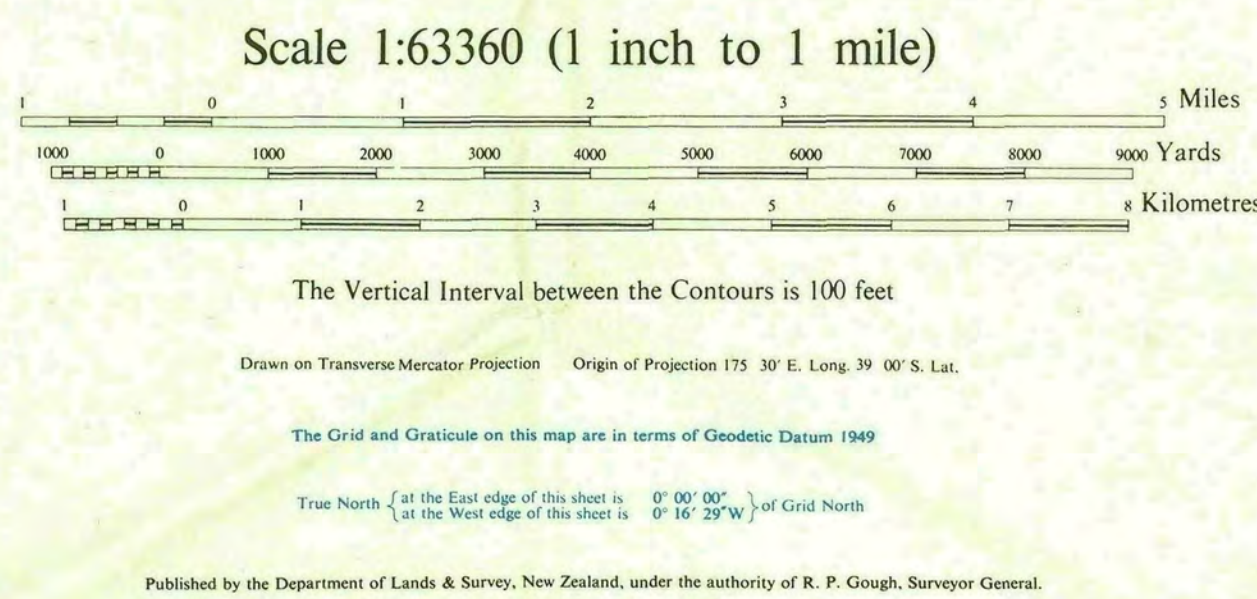 Scale 1:63360 (1 inch to 1 mile)
1 0 1 2 3 4 5 Miles
1000 0 1000 2000 3000 4000 5000 6000 7000 8000 9000 Yards
1 0 1 2 3 4 5 6 7 8 Kilometres
The Vertical Interval between the Contours is 100 feet
Drawn on Transverse Mercator Projection Origin of Projection 175 30′ E. Long. 39 00′ S. Lat.
The Grid and Graticule on this map are in terms of Geodetic Datum 1949
True North { at the East edge of this sheet is 0° 00′ 00″ } of Grid North
at the West edge of this sheet is 0° 16′ 29″W
Published by the Department of Lands & Survey, New Zealand, under the authority of R. P. Gough, Surveyor General.